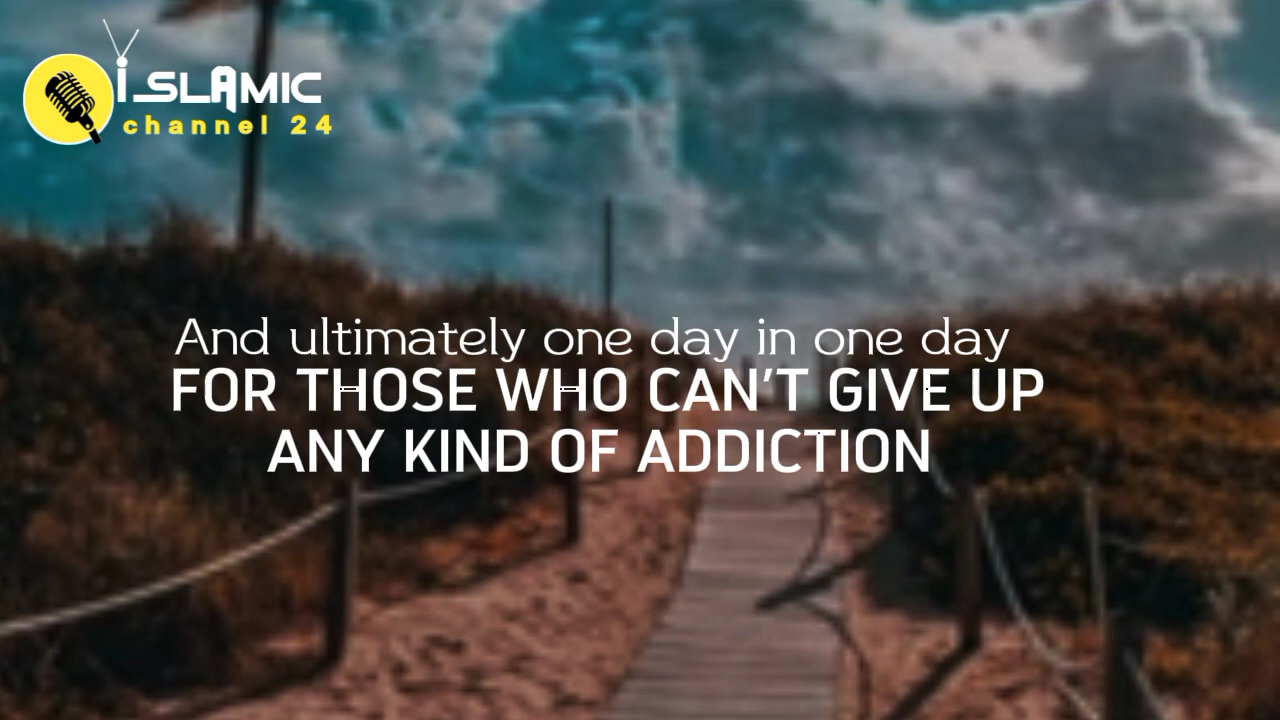 iSLAMIC
channel 24
And ultimately one day in one day
FOR THOSE WHO CAN'T GIVE UP
ANY KIND OF ADDICTION